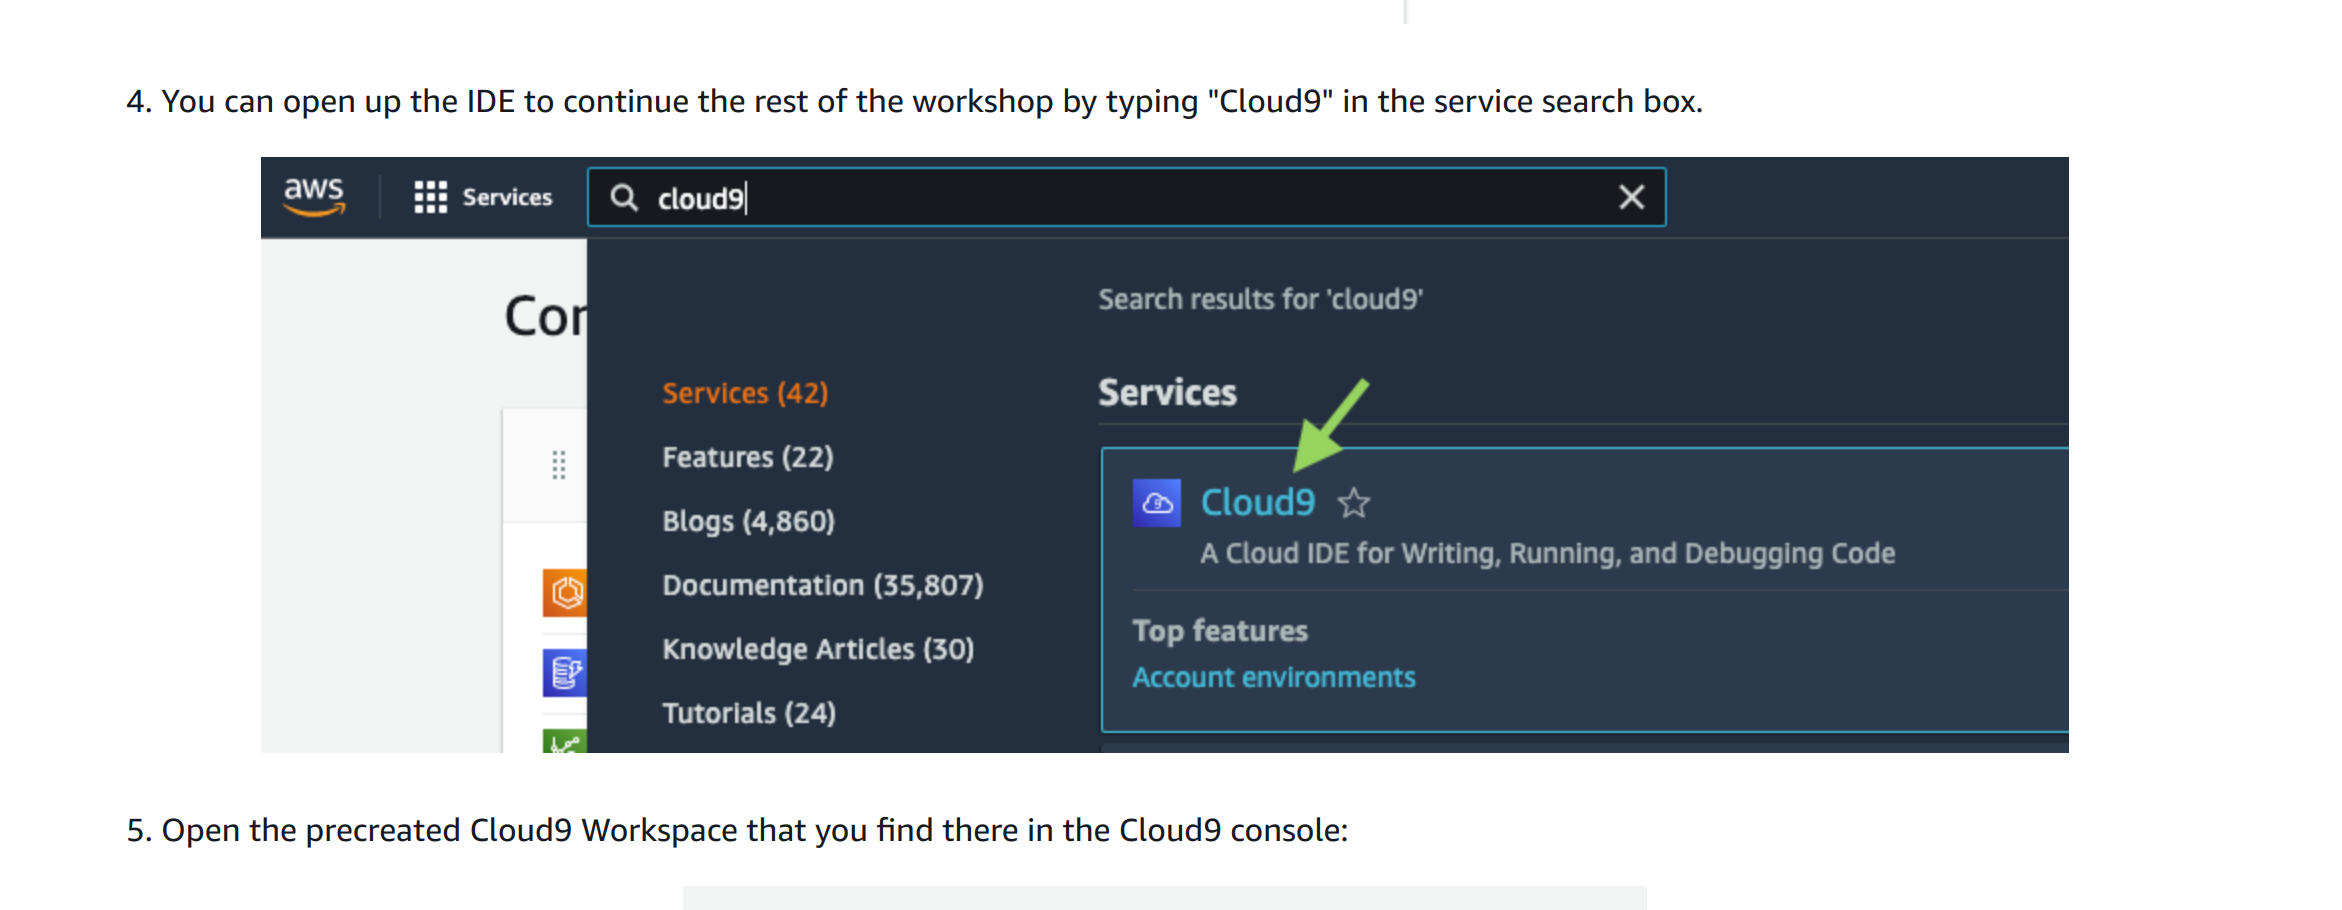 4. You can open up the IDE to continue the rest of the workshop by typing "Cloud9" in the service search box.
aws
Services
cloud9
Search results for 'cloud9'
Services (42)
Features (22)
Blogs (4,860)
Documentation (35,807)
Knowledge Articles (30)
Tutorials (24)
Services
Cloud9
A Cloud IDE for Writing, Running, and Debugging Code
Top features
Account environments
5. Open the precreated Cloud9 Workspace that you find there in the Cloud9 console: